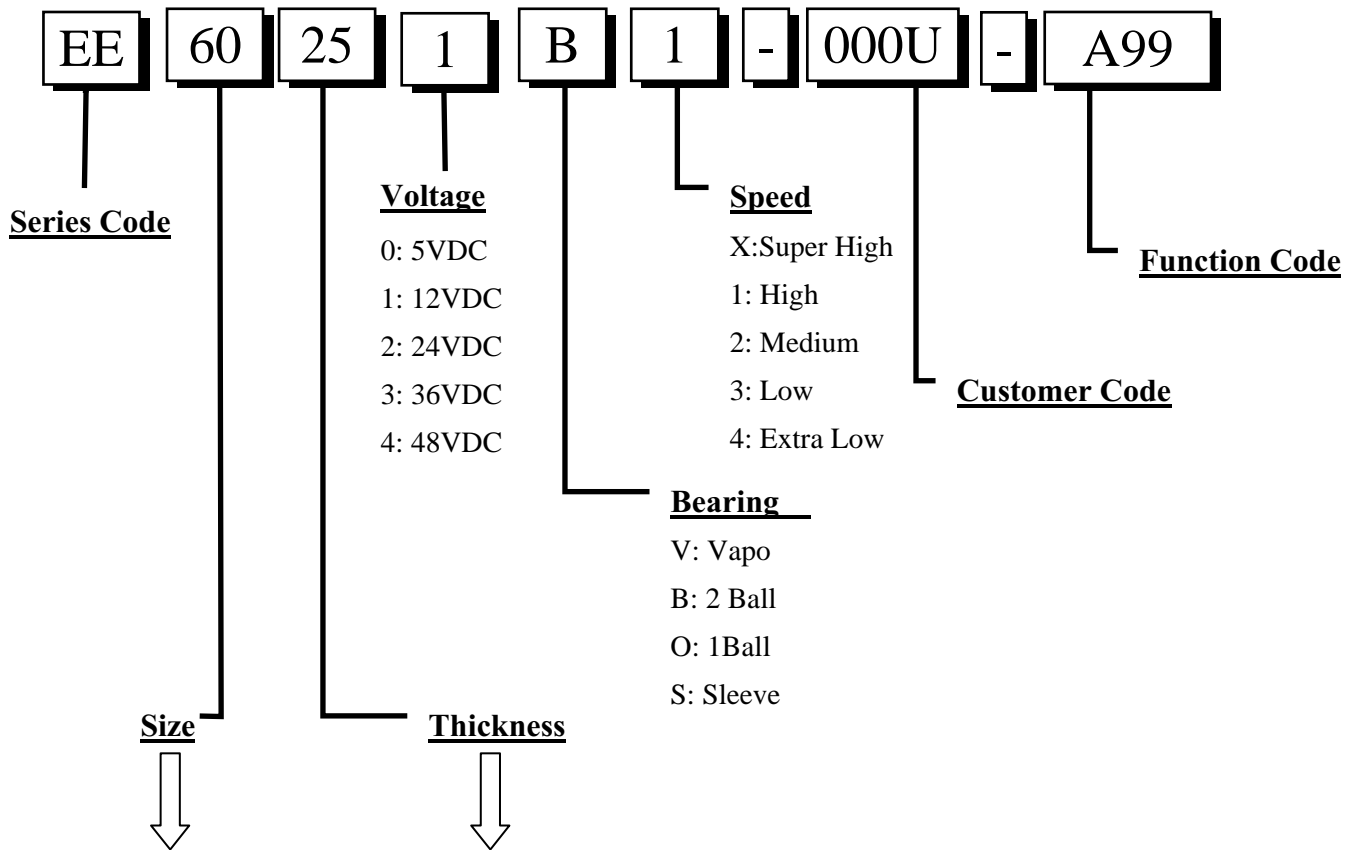 EE 60 25 1 B 1 - 000U - A99
Series Code
Voltage
0: 5VDC
1: 12VDC
2: 24VDC
3: 36VDC
4: 48VDC
Speed
X:Super High
1: High
2: Medium
3: Low
4: Extra Low
Function Code
Customer Code
Bearing
V: Vapo
B: 2 Ball
O: 1Ball
S: Sleeve
Size
Thickness